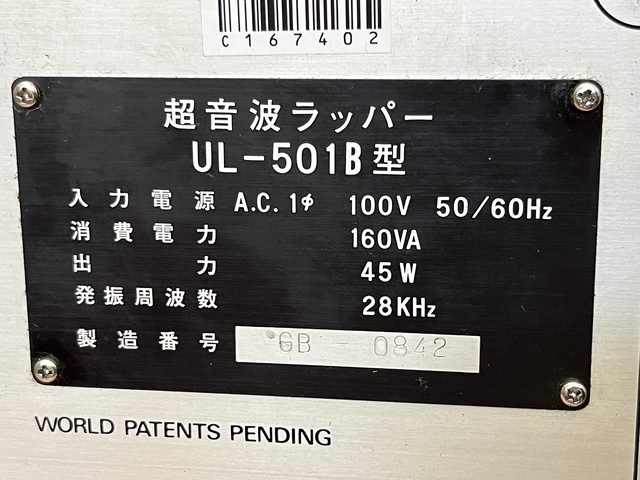 C167402
超音波ラッパー
UL-501B型
入力電源 A.C.1φ 100V 50/60Hz
消費電力 160VA
出力 45W
発振周波数 28KHz
製造番号 GB - 0842
WORLD PATENTS PENDING